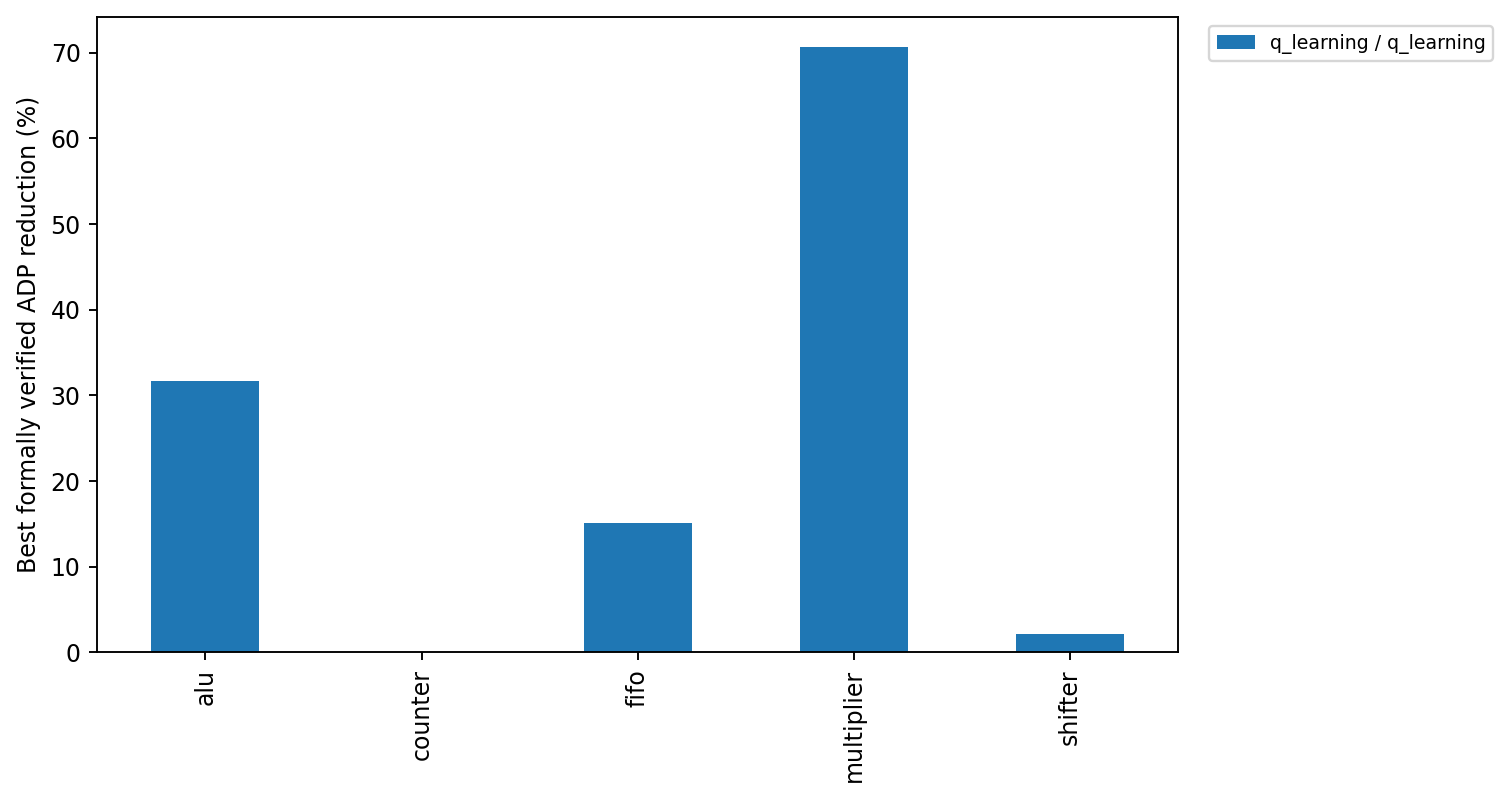 Best formally verified ADP reduction (%)
70
60
50
40
30
20
10
0
alu
counter
fifo
multiplier
shifter
q_learning / q_learning